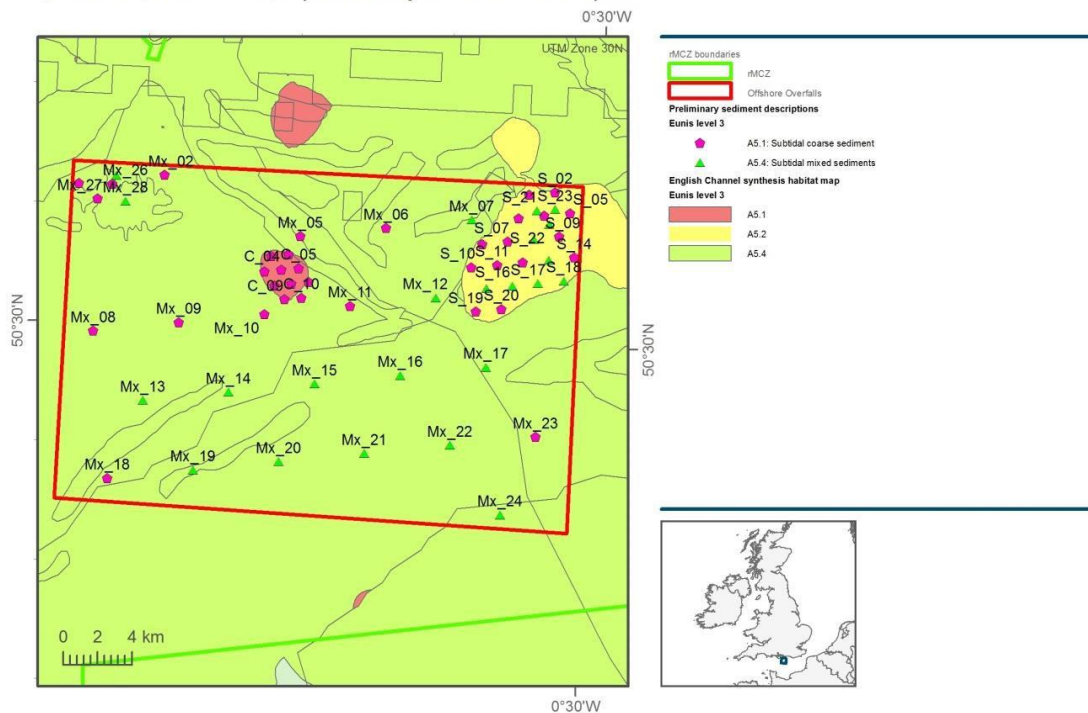 0°30'W
UTM Zone 30N
rMCZ boundaries
rMCZ
Offshore Overfalls
Preliminary sediment descriptions
Eunis level 3
A5.1: Subtidal coarse sediment
A5.4: Subtidal mixed sediments
English Channel synthesis habitat map
Eunis level 3
A5.1
A5.2
A5.4
Mx_02
Mx_26
Mx_27
Mx_28
S_02
S_21
S_23
S_05
Mx_05
Mx_06
Mx_07
S_07
S_09
S_22
S_14
C_04
C_05
S_10
S_11
S_16
S_17
S_18
C_09
C_10
Mx_11
Mx_12
S_19
S_20
Mx_08
Mx_09
Mx_10
50°30'N
50°30'N
Mx_13
Mx_14
Mx_15
Mx_16
Mx_17
Mx_18
Mx_19
Mx_20
Mx_21
Mx_22
Mx_23
Mx_24
0 2 4 km
0°30'W